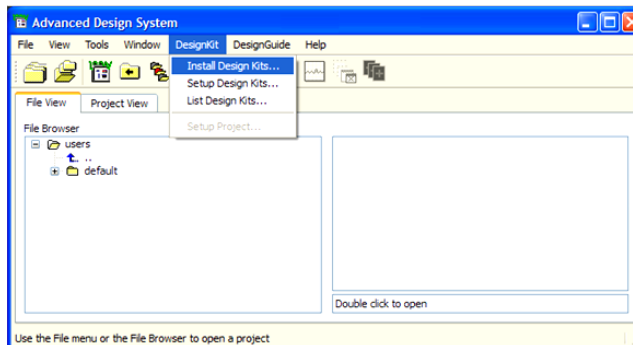 Advanced Design System
File View Tools Window DesignKit DesignGuide Help
Install Design Kits...
Setup Design Kits...
List Design Kits...
Setup Project...
File View Project View
File Browser
users
..
default
Double click to open
Use the File menu or the File Browser to open a project